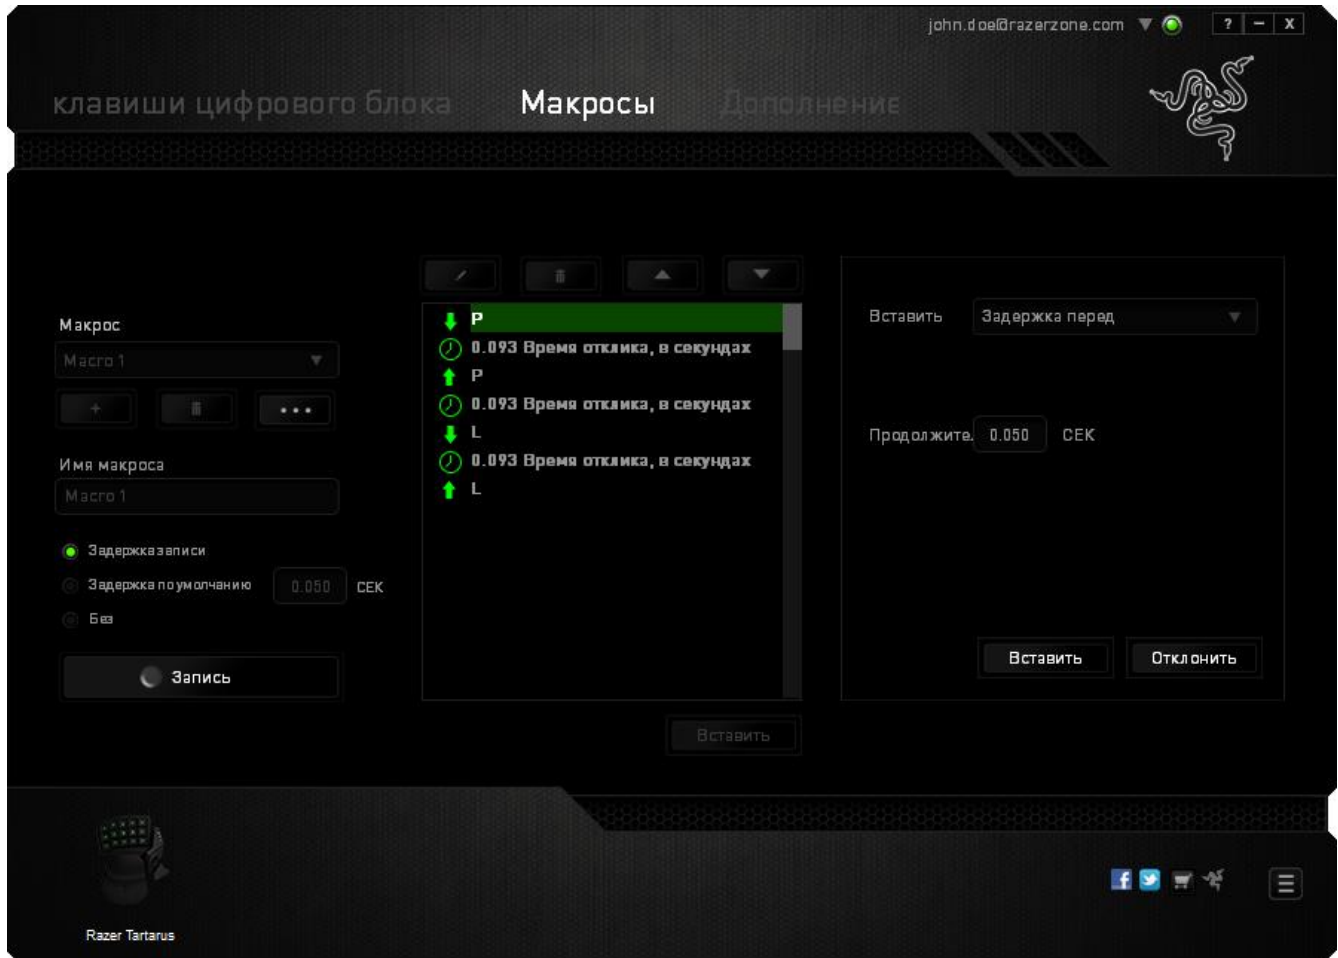 john.doe@razerzone.com
? – X
клавиши цифрового блока Макросы Дополнение
Макрос
Macro 1
Имя макроса
Macro 1
Задержка записи
Задержка по умолчанию 0.050 СЕК
Без
Запись
P
0.093 Время отклика, в секундах
P
0.093 Время отклика, в секундах
L
0.093 Время отклика, в секундах
L
Вставить
Вставить Задержка перед
Продолжите. 0.050 СЕК
Вставить Отклонить
Razer Tartarus